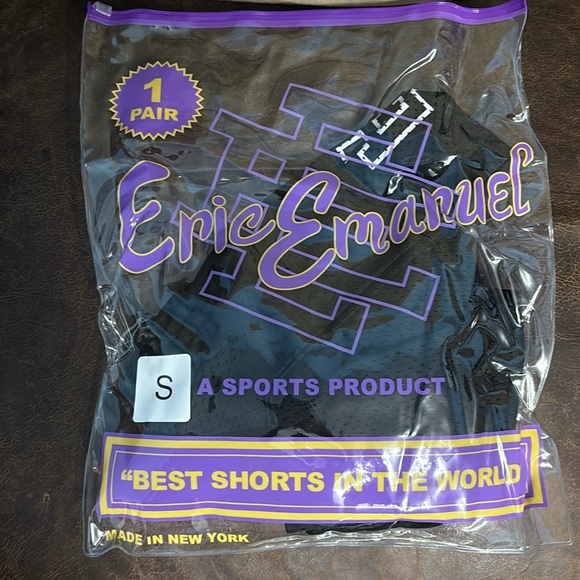 1
PAIR
Eric Emanuel
S
A SPORTS PRODUCT
“BEST SHORTS IN THE WORLD
MADE IN NEW YORK